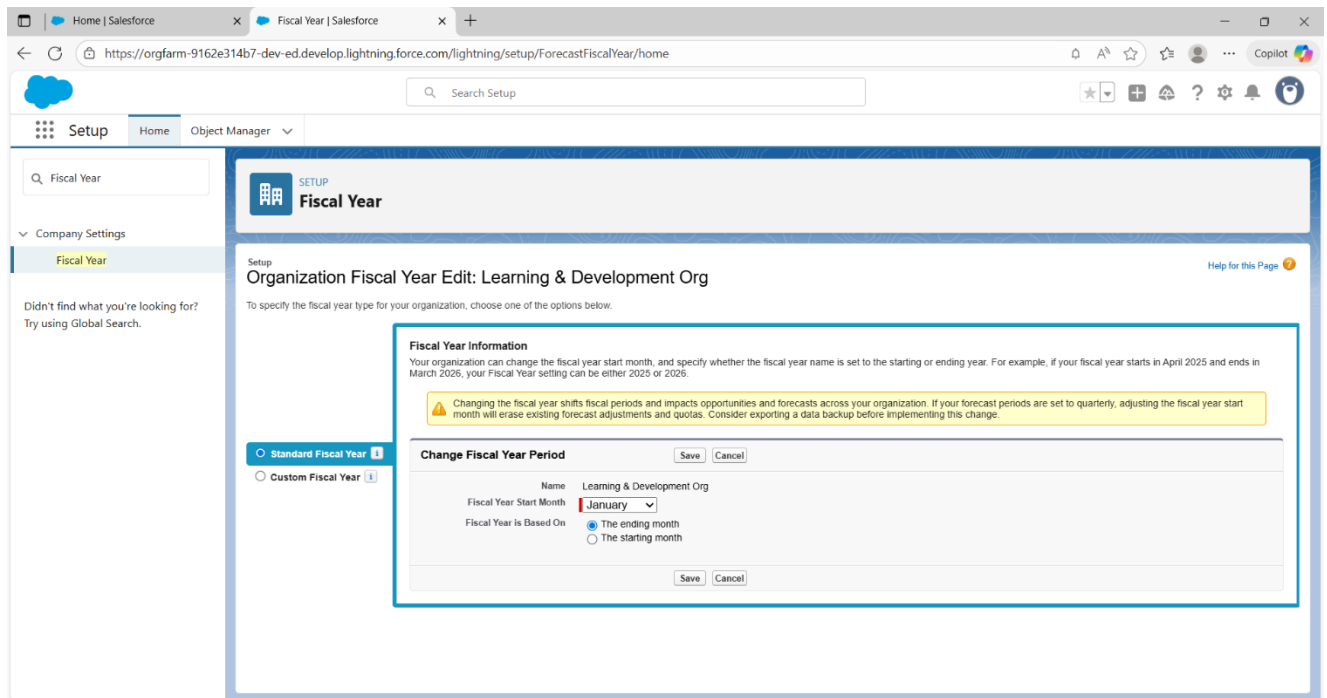 Home | Salesforce
Fiscal Year | Salesforce
https://orgfarm-9162e314b7-dev-ed.develop.lightning.force.com/lightning/setup/ForecastFiscalYear/home
Copilot
Search Setup
Setup
Home
Object Manager
Fiscal Year
Company Settings
Fiscal Year
Didn't find what you're looking for?
Try using Global Search.
SETUP
Fiscal Year
Setup
Organization Fiscal Year Edit: Learning & Development Org
Help for this Page
To specify the fiscal year type for your organization, choose one of the options below.
Standard Fiscal Year
Custom Fiscal Year
Fiscal Year Information
Your organization can change the fiscal year start month, and specify whether the fiscal year name is set to the starting or ending year. For example, if your fiscal year starts in April 2025 and ends in
March 2026, your Fiscal Year setting can be either 2025 or 2026.
Changing the fiscal year shifts fiscal periods and impacts opportunities and forecasts across your organization. If your forecast periods are set to quarterly, adjusting the fiscal year start
month will erase existing forecast adjustments and quotas. Consider exporting a data backup before implementing this change.
Change Fiscal Year Period
Save Cancel
Name Learning & Development Org
Fiscal Year Start Month January
Fiscal Year is Based On The ending month
The starting month
Save Cancel